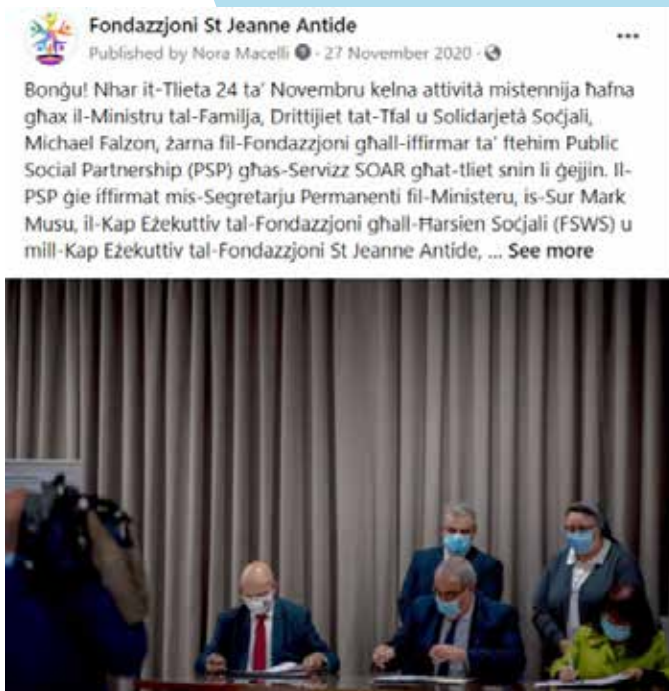 Fondazzjoni St Jeanne Antide
Published by Nora Macelli · 27 November 2020 ·
Bonġu! Nhar it-Tlieta 24 ta' Novembru kelna attività mistennija ħafna
għax il-Ministru tal-Familja, Drittijiet tat-Tfal u Solidarjetà Soċjali,
Michael Falzon, żarna fil-Fondazzjoni għall-iffirmar ta' ftehim Public
Social Partnership (PSP) għas-Servizz SOAR għat-tliet snin li ġejjin. Il-
PSP ġie iffirmat mis-Segretarju Permanenti fil-Ministeru, is-Sur Mark
Musu, il-Kap Eżekuttiv tal-Fondazzjoni għall-Ħarsien Soċjali (FSWS) u
mill-Kap Eżekuttiv tal-Fondazzjoni St Jeanne Antide, ... See more